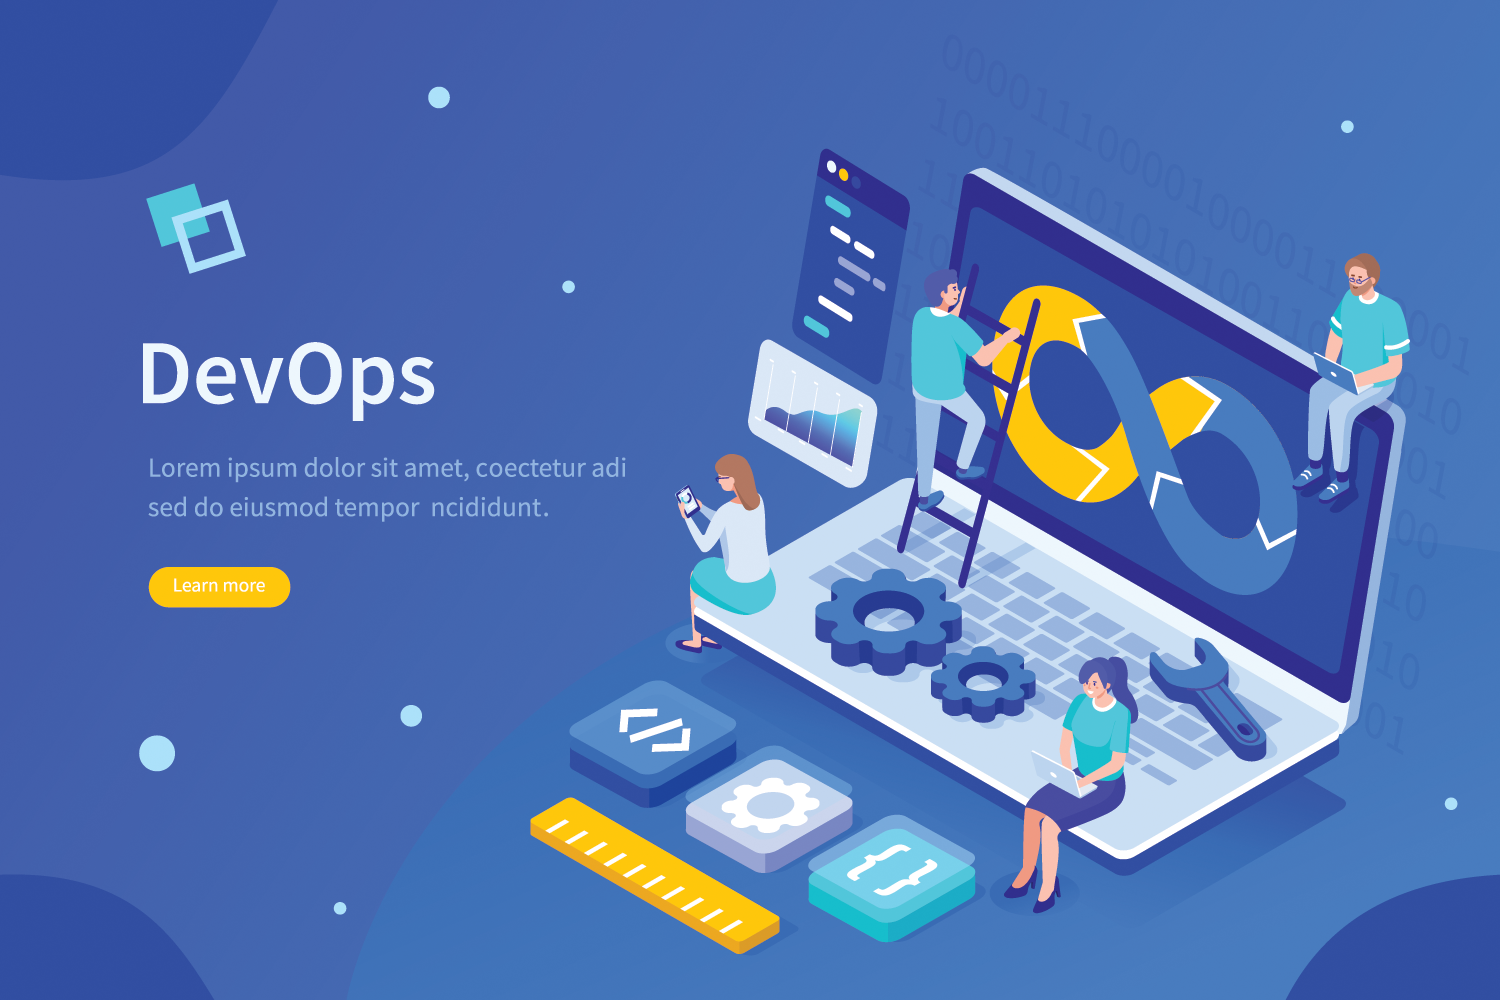 DevOps
Lorem ipsum dolor sit amet, coectetur adi
sed do eiusmod tempor ncididunt.
Learn more